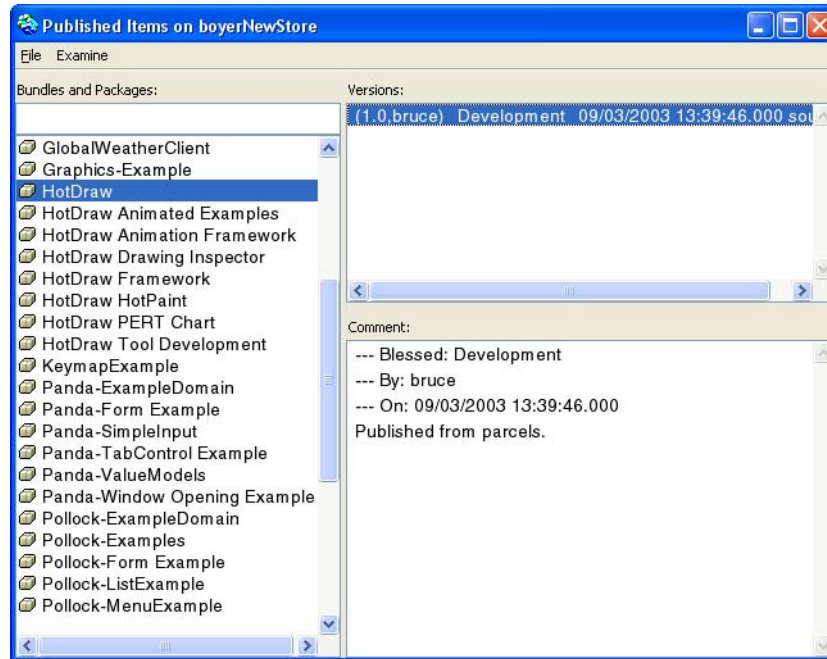 Published Items on boyerNewStore
File Examine
Bundles and Packages:
GlobalWeatherClient
Graphics-Example
HotDraw
HotDraw Animated Examples
HotDraw Animation Framework
HotDraw Drawing Inspector
HotDraw Framework
HotDraw HotPaint
HotDraw PERT Chart
HotDraw Tool Development
KeymapExample
Panda-ExampleDomain
Panda-Form Example
Panda-SimpleInput
Panda-TabControl Example
Panda-ValueModels
Panda-Window Opening Example
Pollock-ExampleDomain
Pollock-Examples
Pollock-Form Example
Pollock-ListExample
Pollock-MenuExample
Versions:
(1.0,bruce) Development 09/03/2003 13:39:46.000 sou
Comment:
--- Blessed: Development
--- By: bruce
--- On: 09/03/2003 13:39:46.000
Published from parcels.